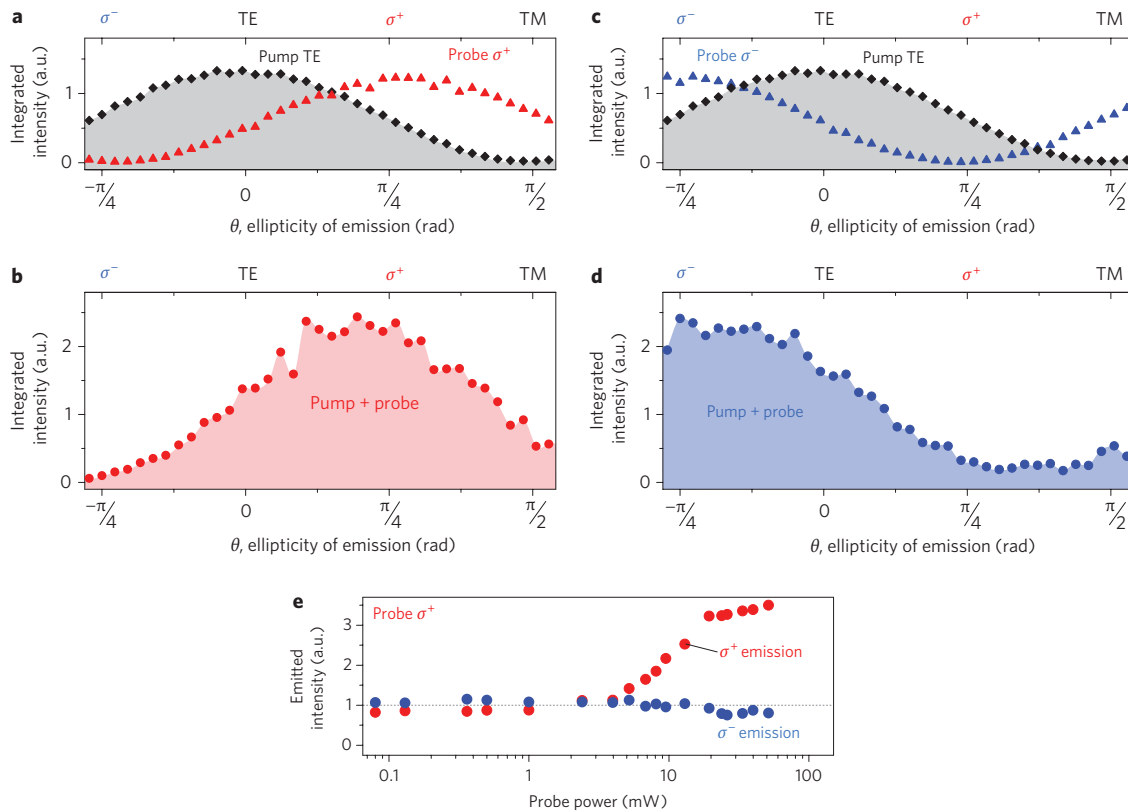 a
σ⁻ TE σ⁺ TM
Pump TE
Probe σ⁺
Integrated
intensity (a.u.)
1
0
−π/4 0 π/4 π/2
θ, ellipticity of emission (rad)
c
σ⁻ TE σ⁺ TM
Probe σ⁻
Pump TE
Integrated
intensity (a.u.)
1
0
−π/4 0 π/4 π/2
θ, ellipticity of emission (rad)
b
σ⁻ TE σ⁺ TM
Integrated
intensity (a.u.)
2
1
0
Pump + probe
−π/4 0 π/4 π/2
θ, ellipticity of emission (rad)
d
σ⁻ TE σ⁺ TM
Integrated
intensity (a.u.)
2
1
0
Pump + probe
−π/4 0 π/4 π/2
θ, ellipticity of emission (rad)
e
Probe σ⁺
Emitted
intensity (a.u.)
3
2
1
0
σ⁺ emission
σ⁻ emission
0.1 1 10 100
Probe power (mW)